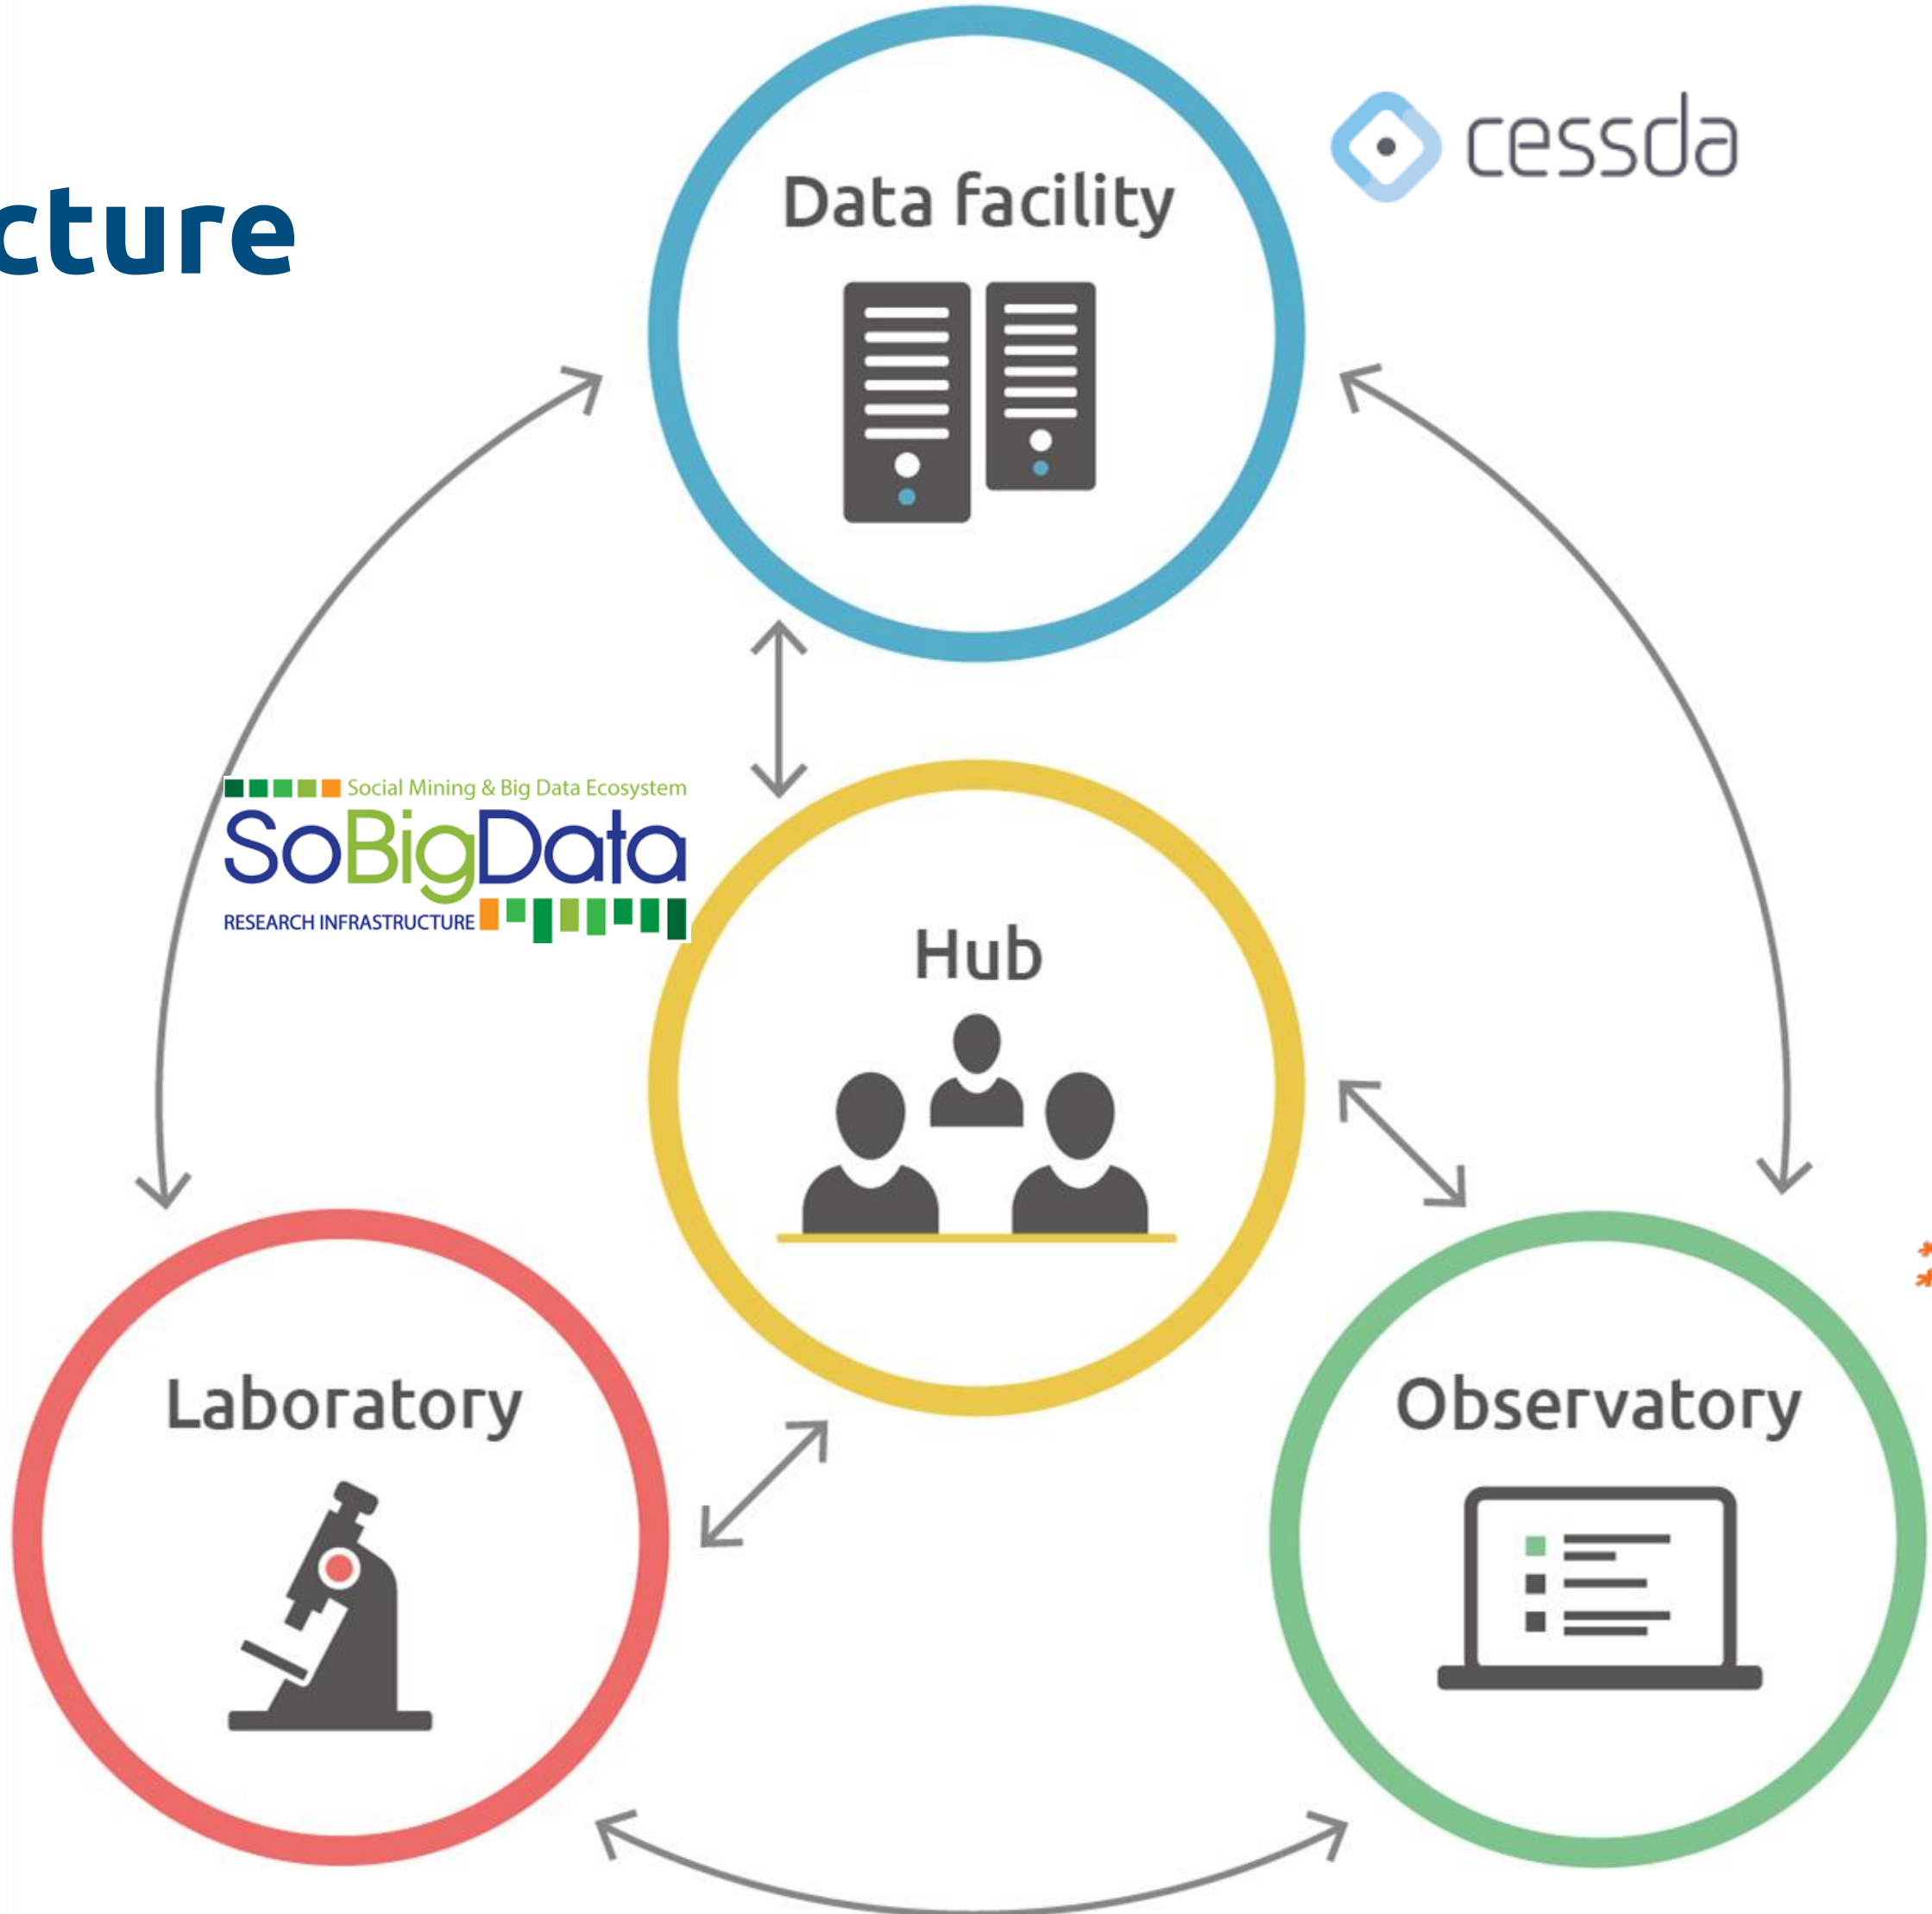 cture
cessda
Data facility
Social Mining & Big Data Ecosystem
SoBigData
RESEARCH INFRASTRUCTURE
Hub
Laboratory
Observatory